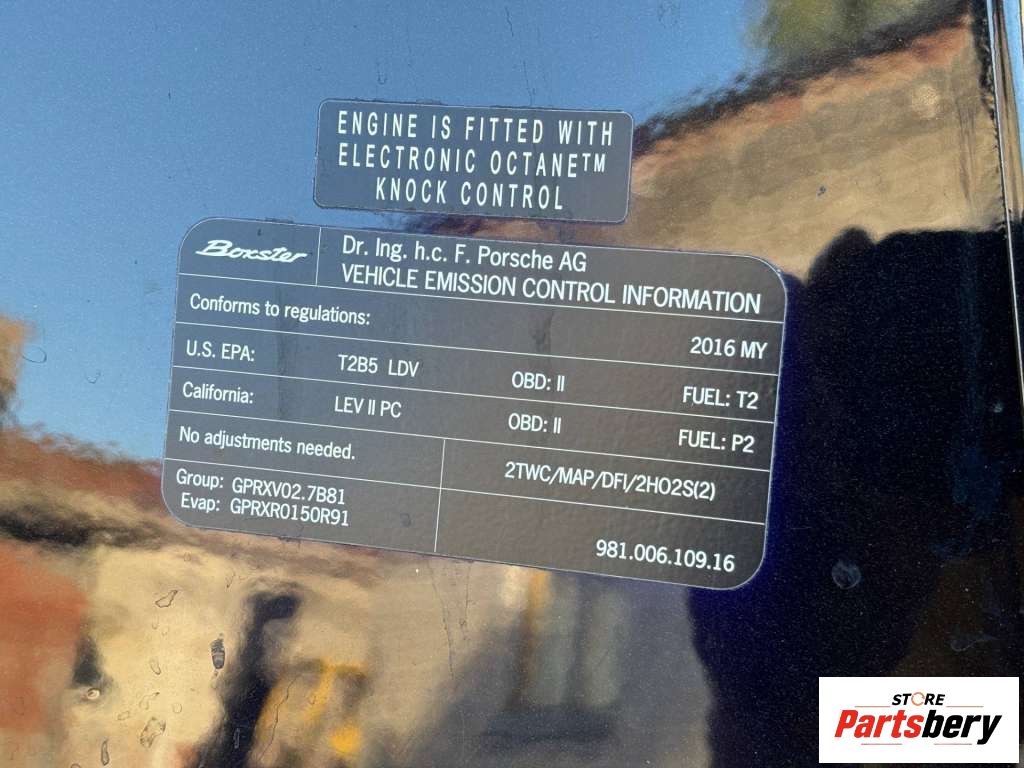 ENGINE IS FITTED WITH
ELECTRONIC OCTANE™
KNOCK CONTROL
Boxster
Dr. Ing. h.c. F. Porsche AG
VEHICLE EMISSION CONTROL INFORMATION
Conforms to regulations: 2016 MY
U.S. EPA: T2B5 LDV OBD: II FUEL: T2
California: LEV II PC OBD: II FUEL: P2
No adjustments needed. 2TWC/MAP/DFI/2HO2S(2)
Group: GPRXV02.7B81
Evap: GPRXR0150R91
981.006.109.16
STORE
Partsbery